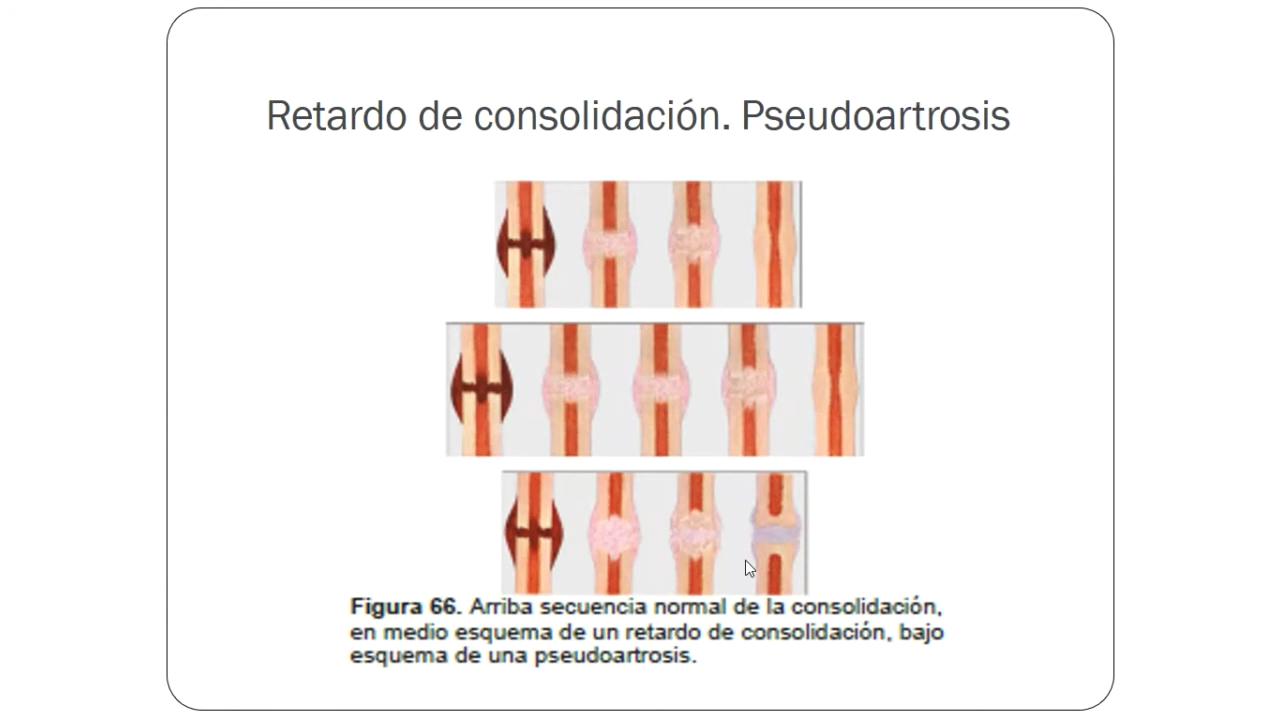 Retardo de consolidación. Pseudoartrosis
Figura 66. Arriba secuencia normal de la consolidación,
en medio esquema de un retardo de consolidación, bajo
esquema de una pseudoartrosis.